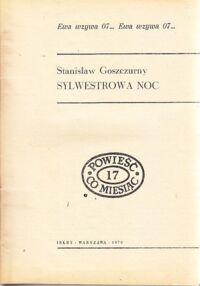 Ewa wzywa 07... Ewa wzywa 07...
Stanisław Goszczurny
SYLWESTROWA NOC
POWIEŚĆ
17
CO MIESIĄC
ISKRY · WARSZAWA · 1970